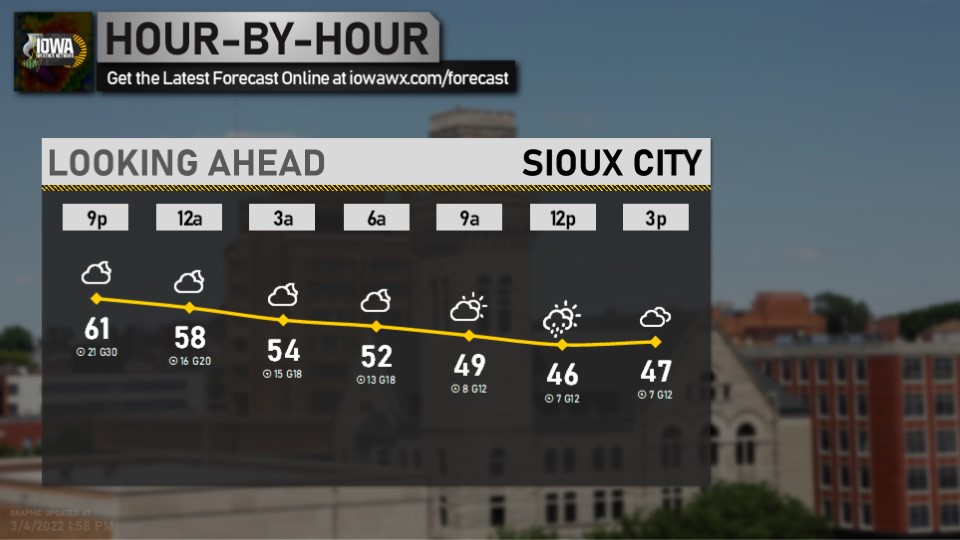 IOWA
HOUR-BY-HOUR
Get the Latest Forecast Online at iowawx.com/forecast
LOOKING AHEAD SIOUX CITY
9p 12a 3a 6a 9a 12p 3p
61 58 54 52 49 46 47
21 G30 16 G20 15 G18 13 G18 8 G12 7 G12 7 G12
GRAPHIC UPDATED AT
3/4/2022 1:58 PM